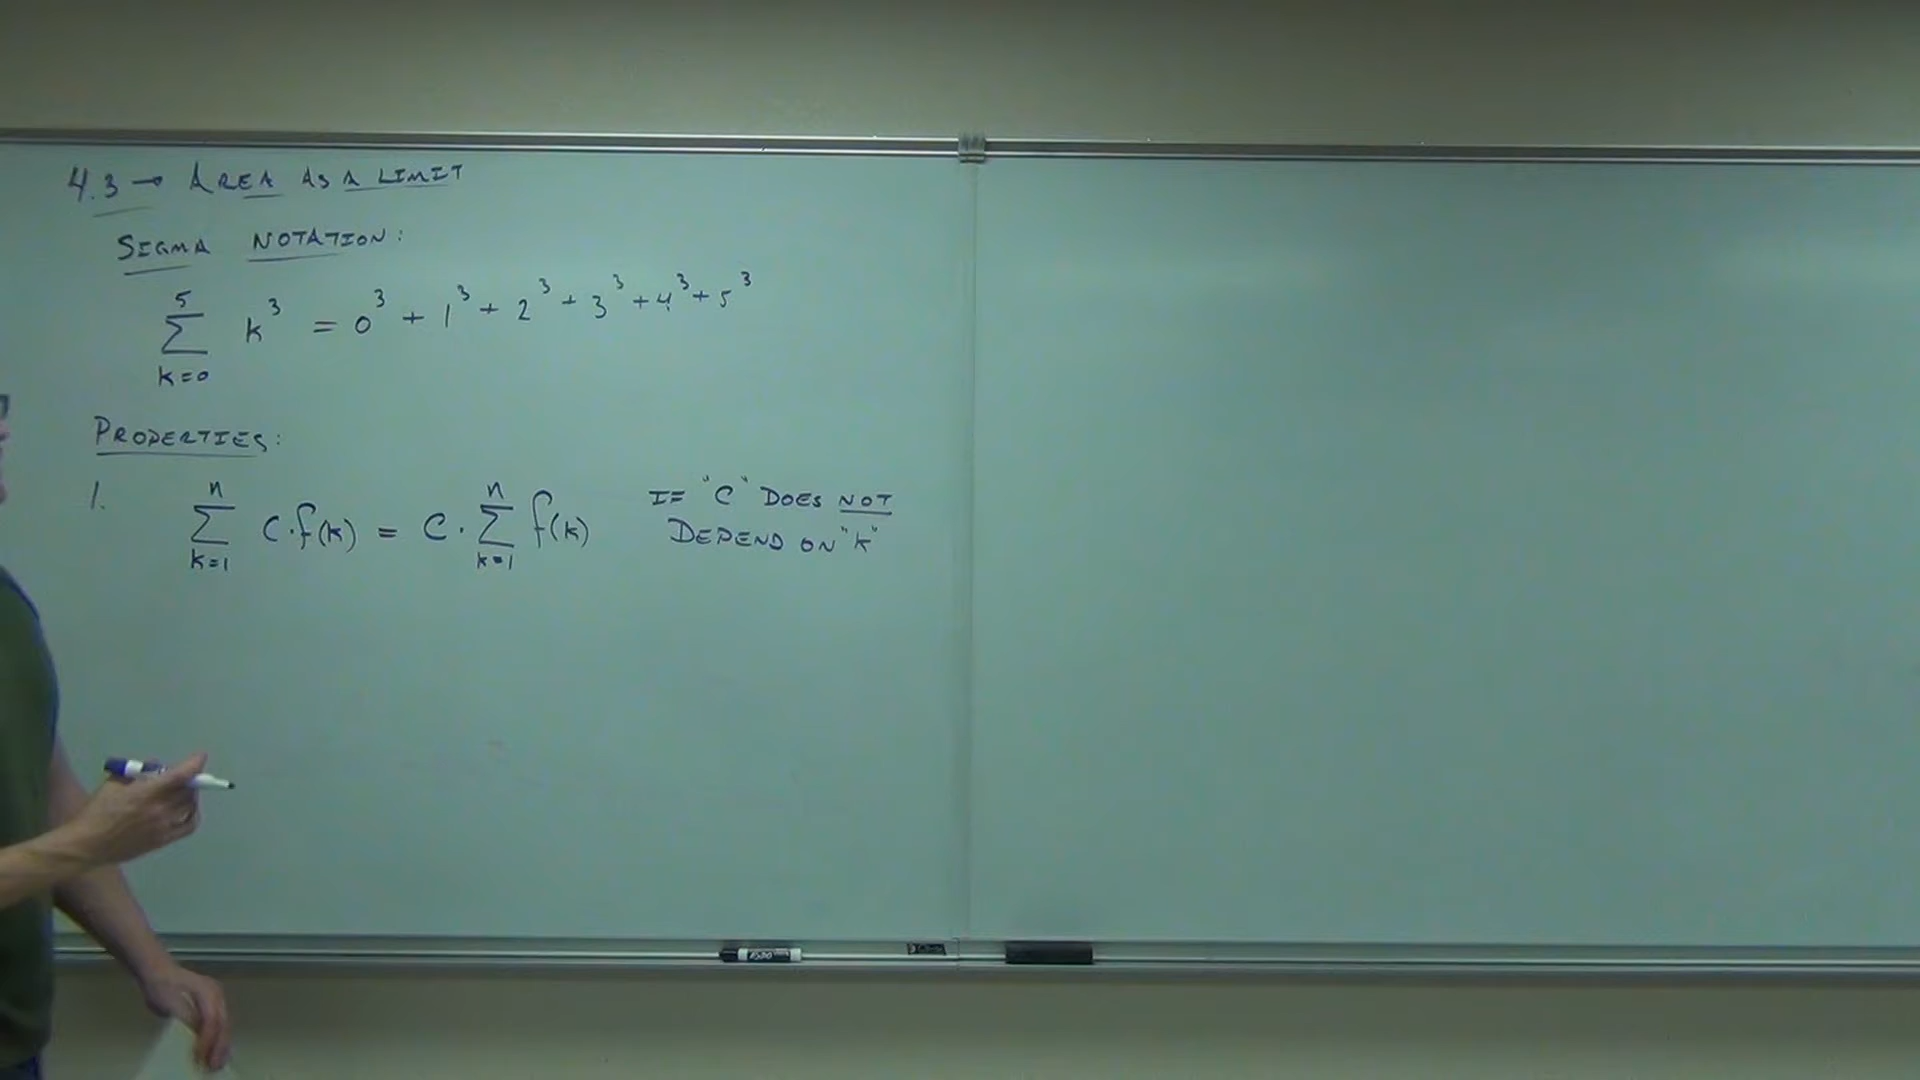 4.3 → AREA AS A LIMIT
SIGMA NOTATION:
∑_{k=0}^{5} k³ = 0³ + 1³ + 2³ + 3³ + 4³ + 5³
PROPERTIES:
1. ∑_{k=1}^{n} C·f(k) = C·∑_{k=1}^{n} f(k) IF "C" DOES NOT
DEPEND ON "K"